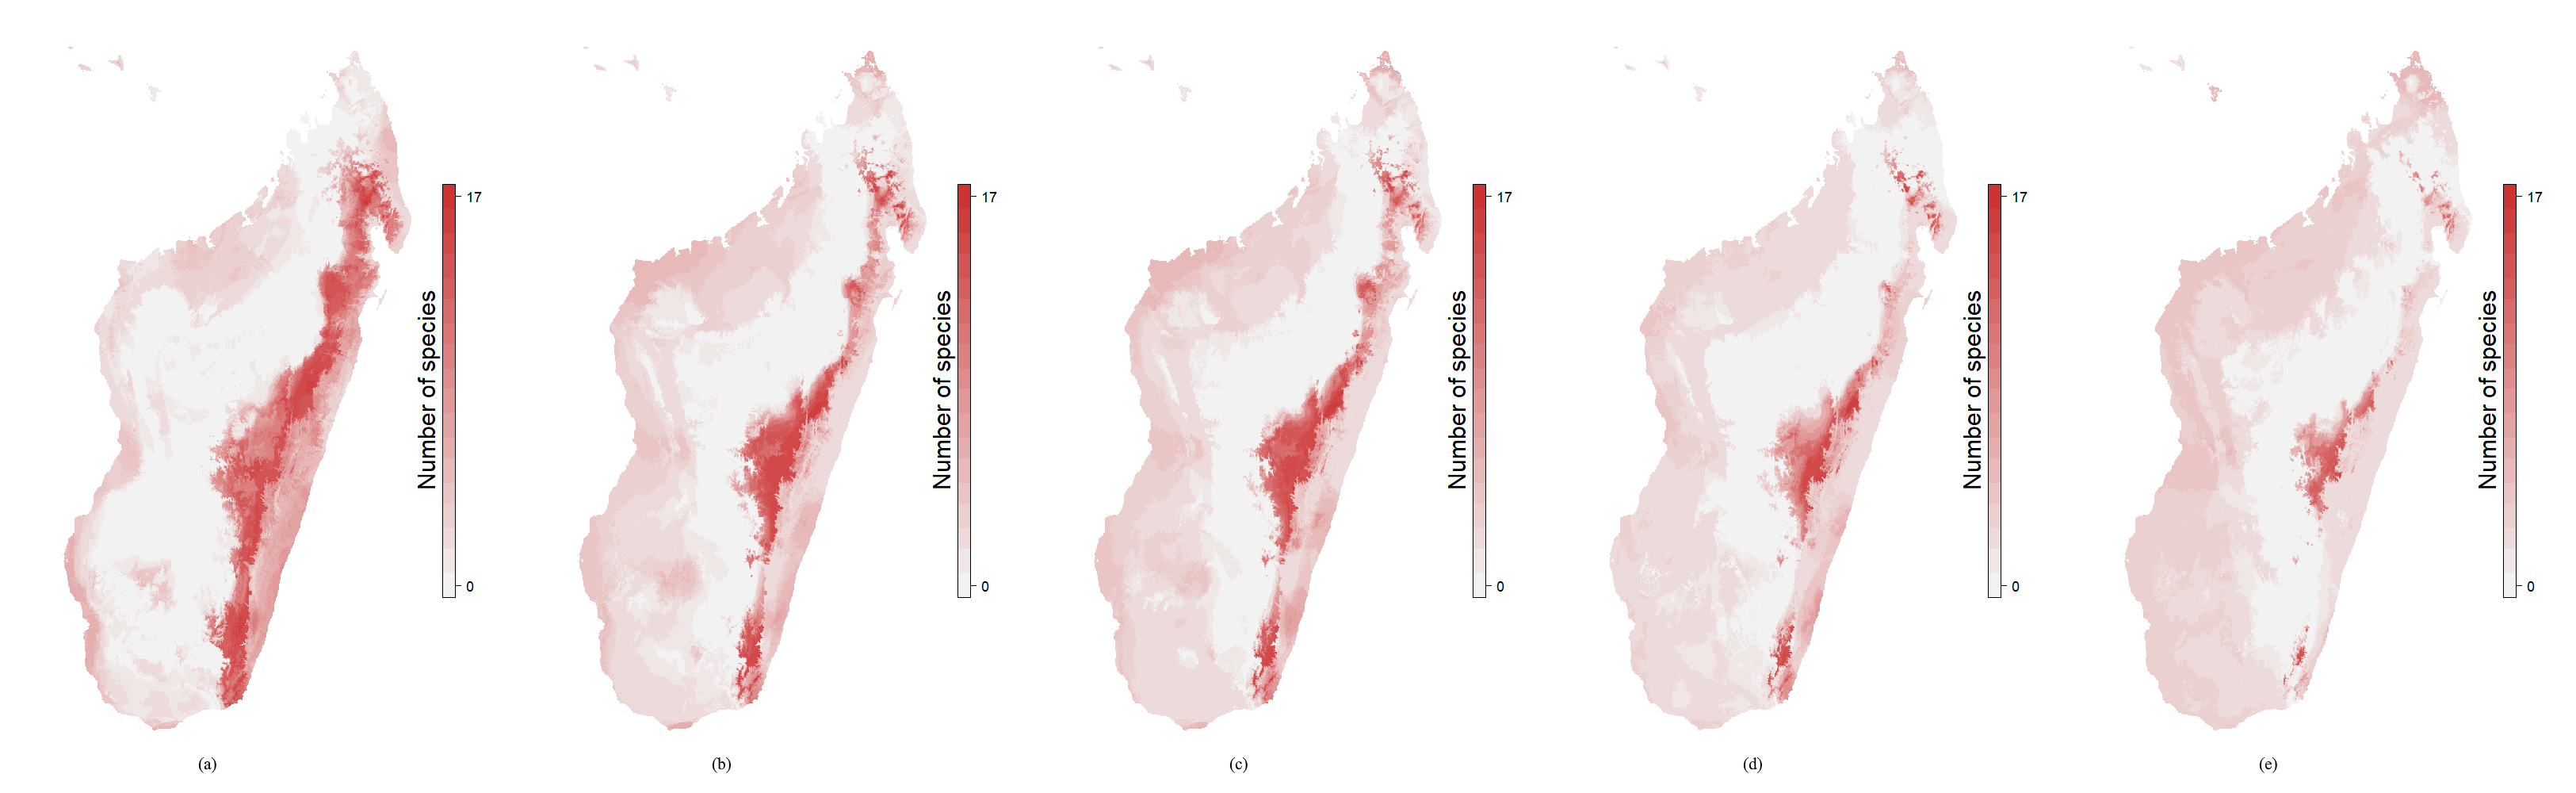 17
Number of species
0
17
Number of species
0
17
Number of species
0
17
Number of species
0
17
Number of species
0
(a)
(b)
(c)
(d)
(e)